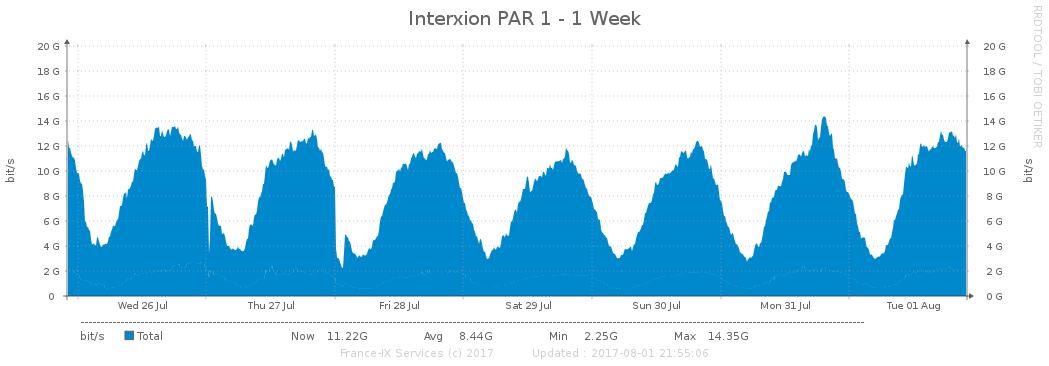 Interxion PAR 1 - 1 Week
RRDTOOL / TOBI OETIKER
bit/s
20 G 20 G
18 G 18 G
16 G 16 G
14 G 14 G
12 G 12 G
10 G 10 G
8 G 8 G
6 G 6 G
4 G 4 G
2 G 2 G
0 0 G
bit/s
Wed 26 Jul Thu 27 Jul Fri 28 Jul Sat 29 Jul Sun 30 Jul Mon 31 Jul Tue 01 Aug
bit/s Total Now 11.22G Avg 8.44G Min 2.25G Max 14.35G
France-IX Services (c) 2017 Updated : 2017-08-01 21:55:06